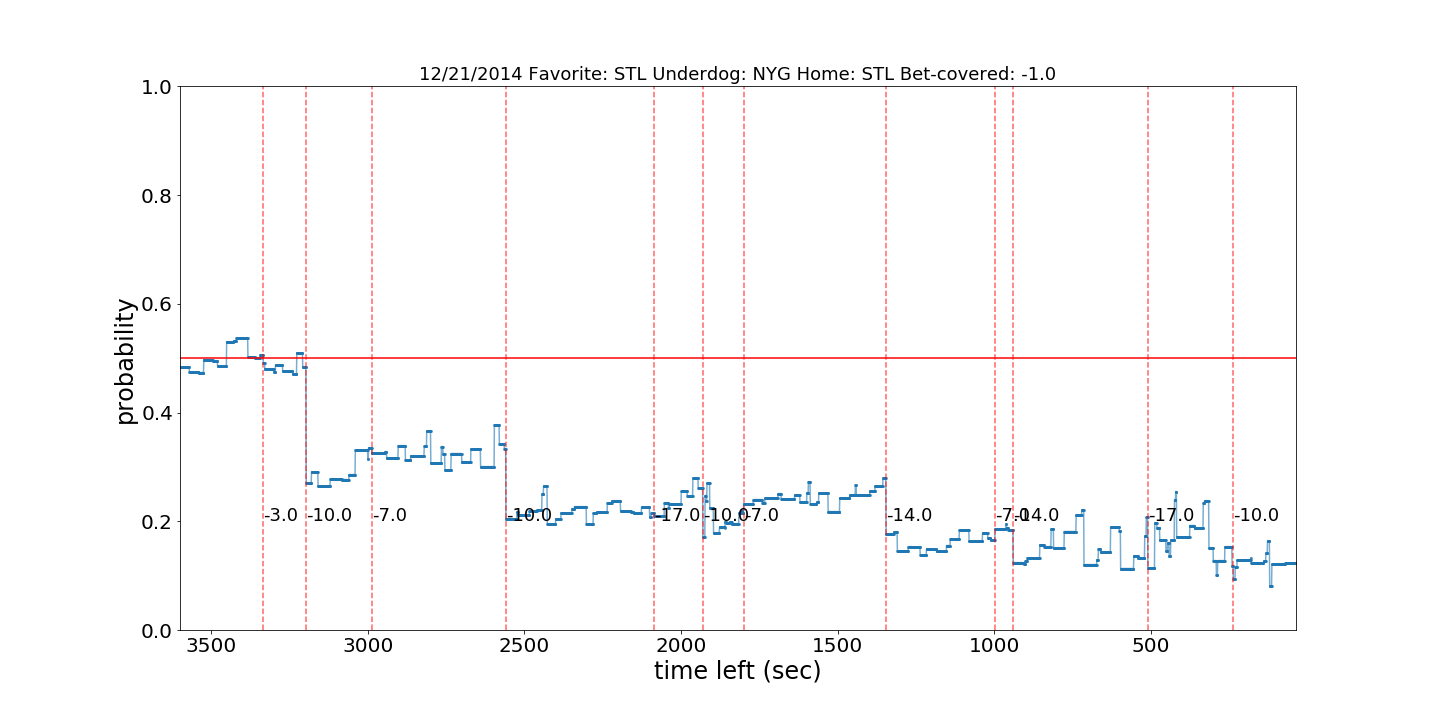 12/21/2014 Favorite: STL Underdog: NYG Home: STL Bet-covered: -1.0
probability
1.0
0.8
0.6
0.4
0.2
0.0
-3.0 -10.0 -7.0 -10.0 -17.0 -10.0 -7.0 -14.0 -7.0 -14.0 -17.0 -10.0
3500 3000 2500 2000 1500 1000 500
time left (sec)